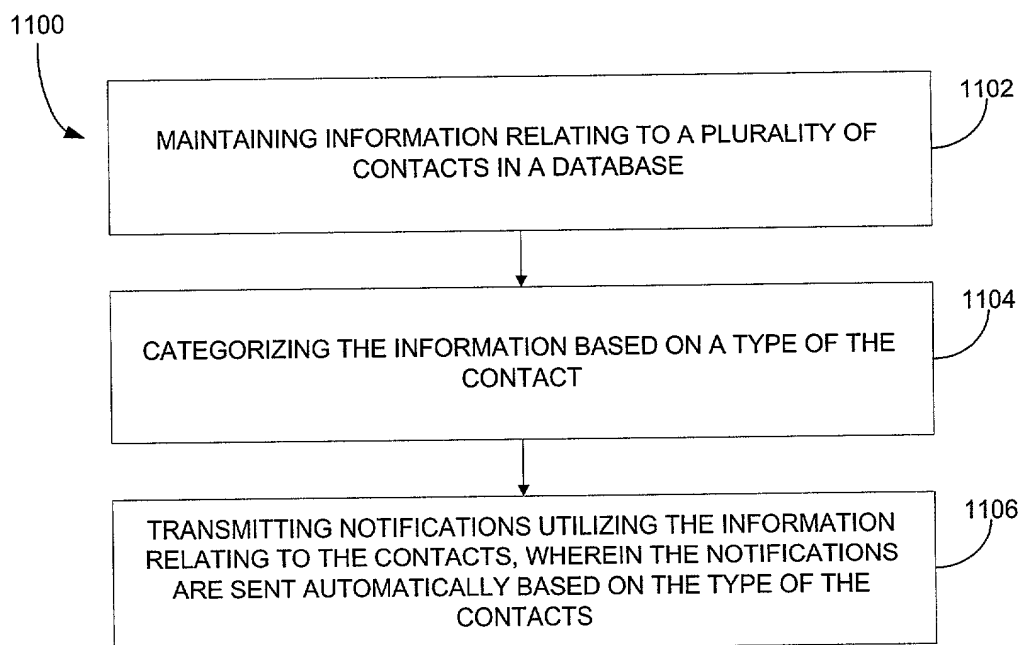 1100
1102
MAINTAINING INFORMATION RELATING TO A PLURALITY OF
CONTACTS IN A DATABASE
1104
CATEGORIZING THE INFORMATION BASED ON A TYPE OF THE
CONTACT
1106
TRANSMITTING NOTIFICATIONS UTILIZING THE INFORMATION
RELATING TO THE CONTACTS, WHEREIN THE NOTIFICATIONS
ARE SENT AUTOMATICALLY BASED ON THE TYPE OF THE
CONTACTS